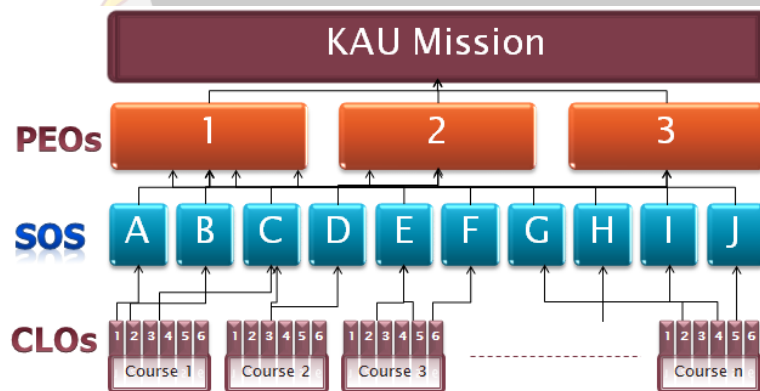 KAU Mission
PEOs 1 2 3
SOS A B C D E F G H I J
CLOs 1 2 3 4 5 6 1 2 3 4 5 6 1 2 3 4 5 6 1 2 3 4 5 6
Course 1 Course 2 Course 3 Course n